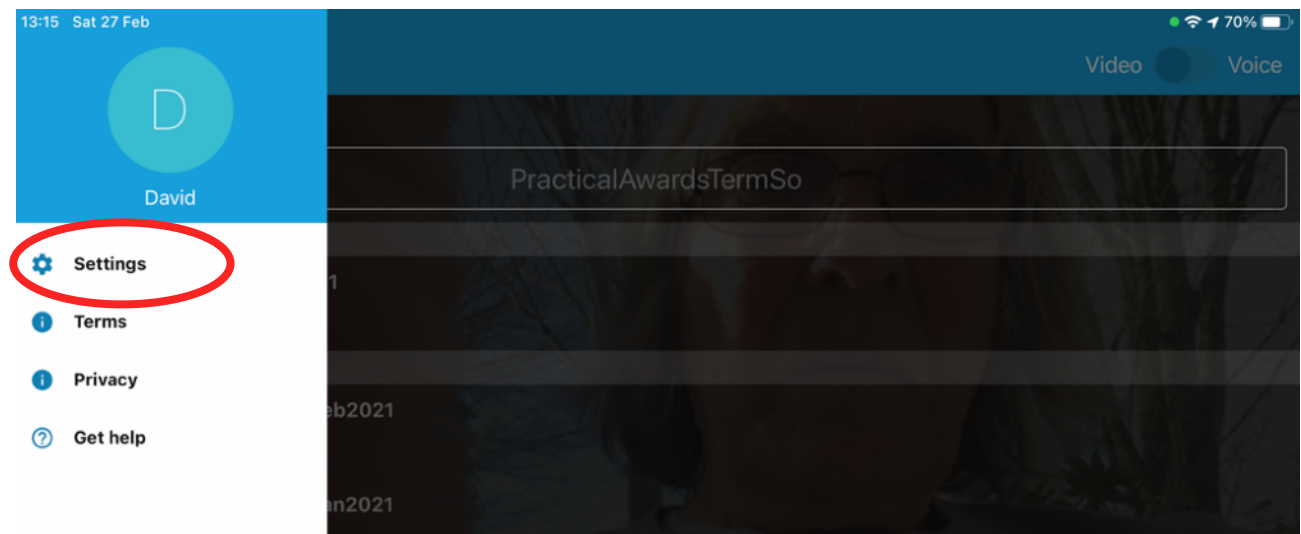 13:15 Sat 27 Feb 70%
Video Voice
D
David
PracticalAwardsTermSo
Settings
1
Terms
Privacy
eb2021
Get help
an2021